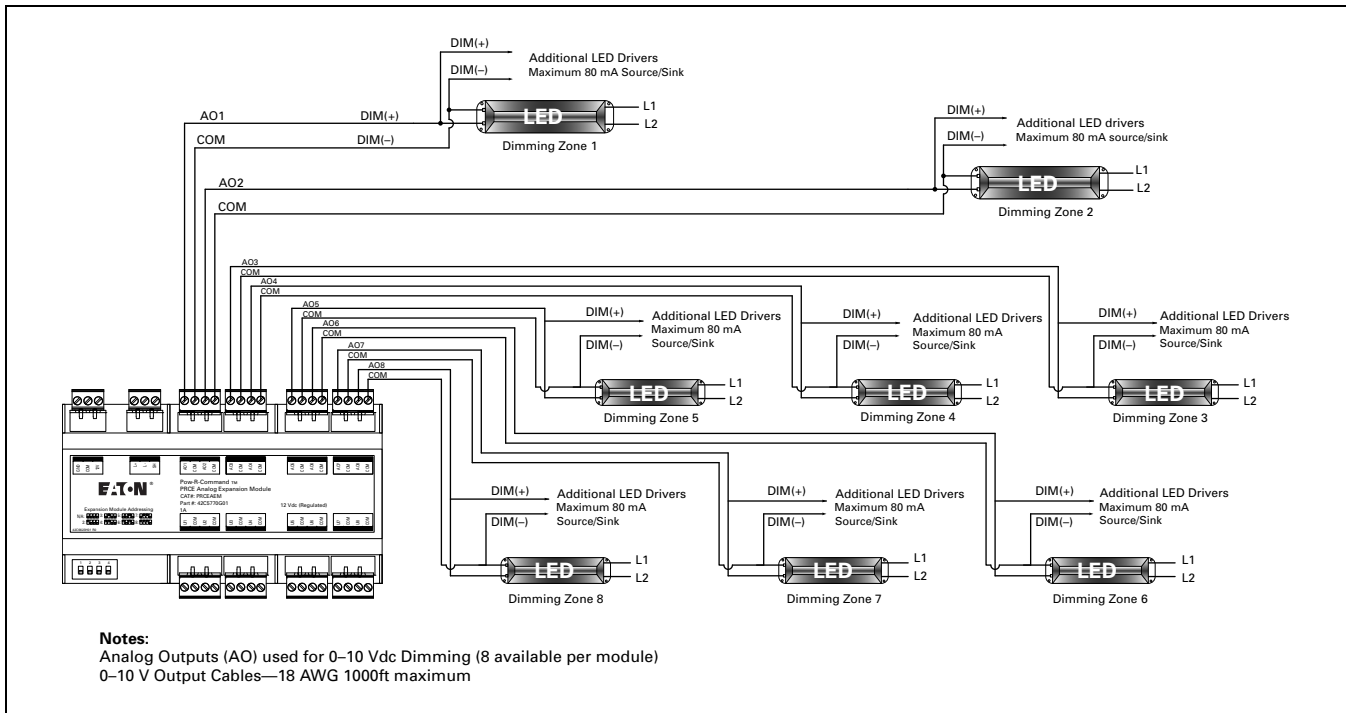 DIM(+)
Additional LED Drivers
DIM(–)
Maximum 80 mA Source/Sink
AO1
DIM(+)
LED
L1
COM
DIM(–)
L2
Dimming Zone 1
DIM(+)
Additional LED drivers
DIM(–)
Maximum 80 mA source/sink
AO2
LED
L1
L2
COM
Dimming Zone 2
AO3
COM
AO4
COM
AO5
COM
AO6
COM
AO7
COM
AO8
COM
DIM(+)
Additional LED Drivers
Maximum 80 mA
DIM(–)
Source/Sink
LED
L1
L2
Dimming Zone 5
DIM(+)
Additional LED Drivers
Maximum 80 mA
DIM(–)
Source/Sink
LED
L1
L2
Dimming Zone 4
DIM(+)
Additional LED Drivers
Maximum 80 mA
DIM(–)
Source/Sink
LED
L1
L2
Dimming Zone 3
EATON
Pow-R-Command ™
PRCE Analog Expansion Module
CAT#: PRCEAEM
Part #: 42C5770G01
1A
12 Vdc (Regulated)
Expansion Module Addressing
1 2 3 4
DIM(+)
Additional LED Drivers
Maximum 80 mA
DIM(–)
Source/Sink
LED
L1
L2
Dimming Zone 8
DIM(+)
Additional LED Drivers
Maximum 80 mA
DIM(–)
Source/Sink
LED
L1
L2
Dimming Zone 7
DIM(+)
Additional LED Drivers
Maximum 80 mA
DIM(–)
Source/Sink
LED
L1
L2
Dimming Zone 6
Notes:
Analog Outputs (AO) used for 0–10 Vdc Dimming (8 available per module)
0–10 V Output Cables—18 AWG 1000ft maximum